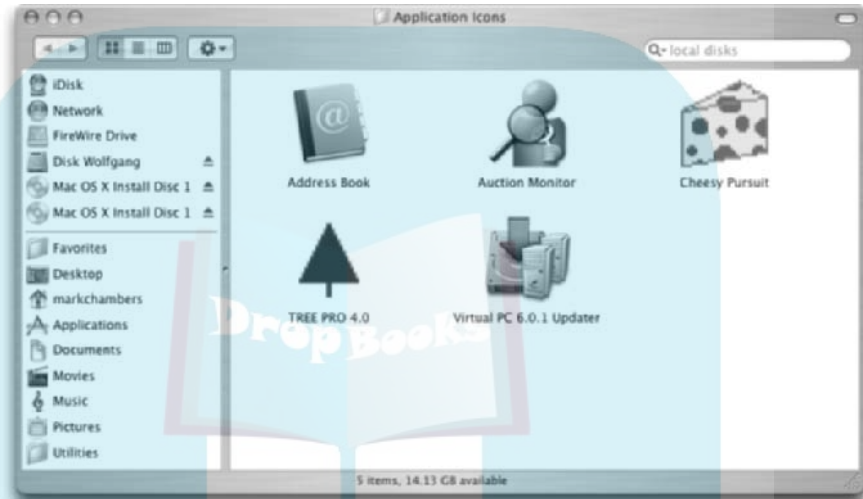 Application Icons
local disks
iDisk
Network
FireWire Drive
Disk Wolfgang
Mac OS X Install Disc 1
Mac OS X Install Disc 1
Favorites
Desktop
markchambers
Applications
Documents
Movies
Music
Pictures
Utilities
@
Address Book
Auction Monitor
Cheesy Pursuit
TREE PRO 4.0
Virtual PC 6.0.1 Updater
DropBooks
5 items, 14.13 GB available